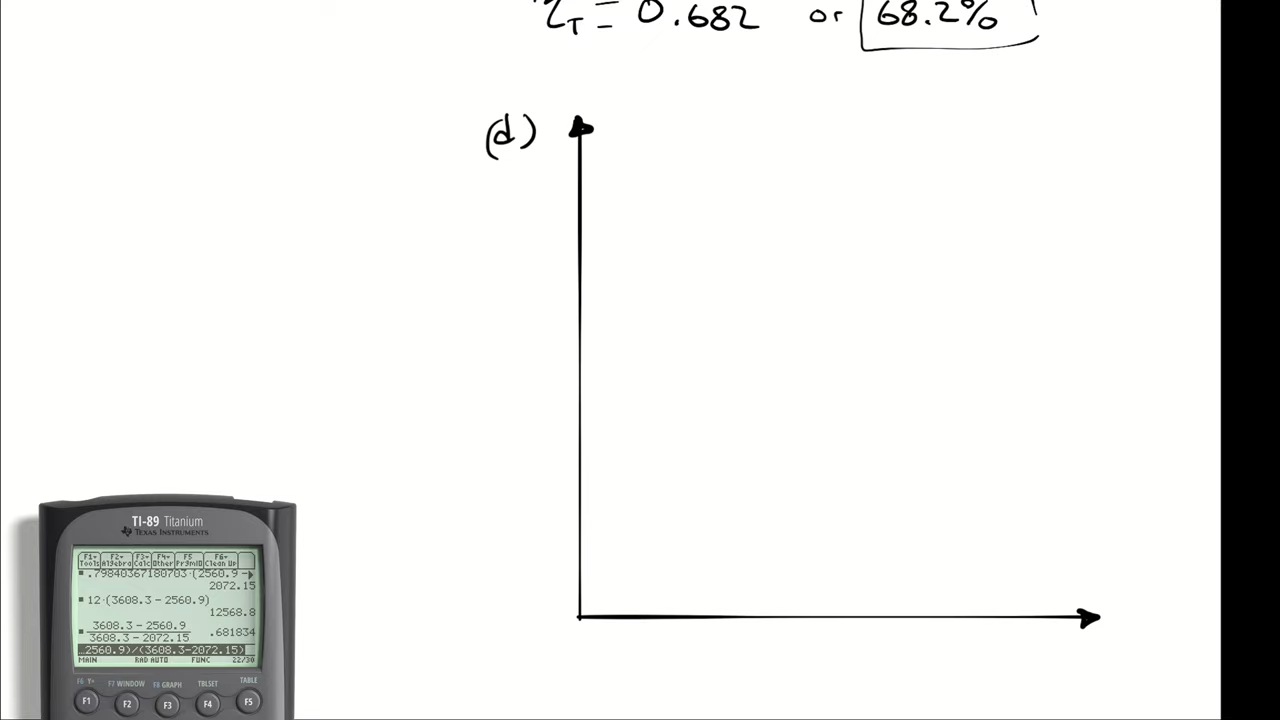 η_T = 0.682 or 68.2%
(d)
TI-89 Titanium
TEXAS INSTRUMENTS
F1▾ F2▾ F3▾ F4▾ F5 F6▾
Tools Algebra Calc Other PrgmIO Clean Up
.79840367180703·(2560.9 -▸
2072.15
12·(3608.3 - 2560.9)
12568.8
3608.3 - 2560.9
3608.3 - 2072.15
.681834
2560.9)/(3608.3-2072.15)
MAIN RAD AUTO FUNC 22/30
F6 Y= F7 WINDOW F8 GRAPH TBLSET TABLE
F1 F2 F3 F4 F5